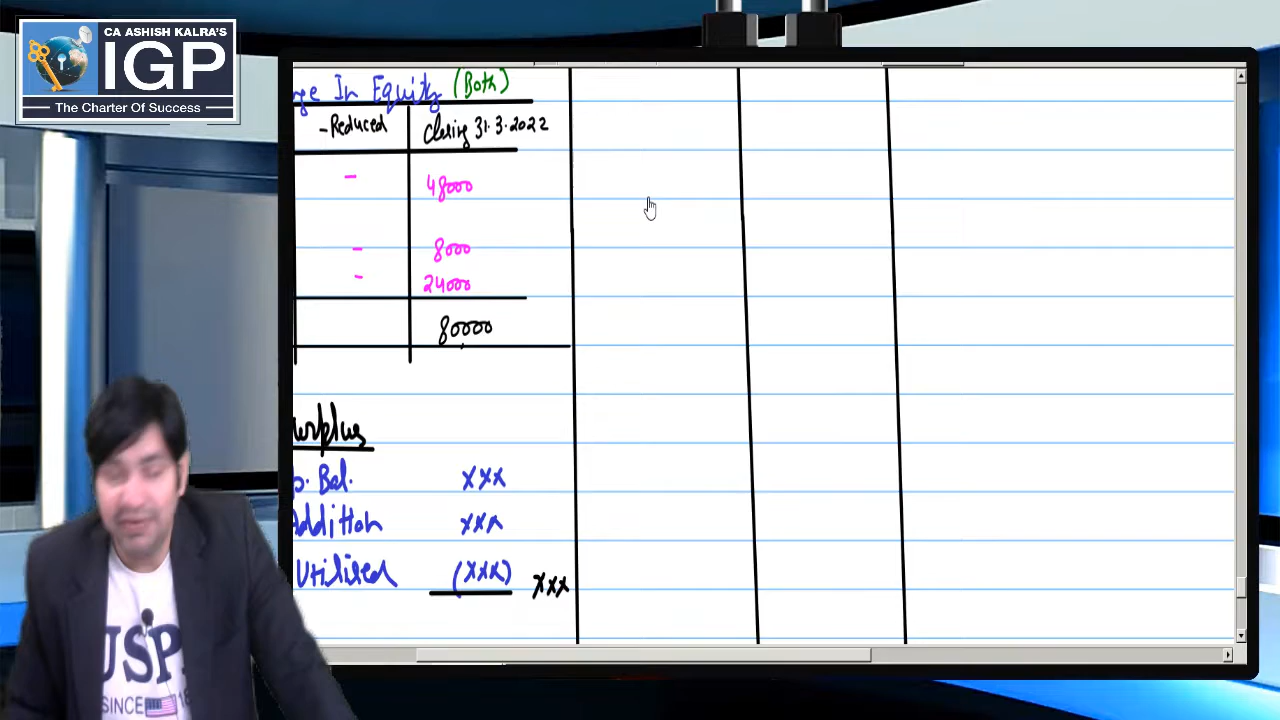 CA ASHISH KALRA'S
IGP
The Charter Of Success
ge In Equity (Both)
-Reduced Closing 31.3.2022
- 48000
- 8000
- 24000
80000
urplus
p. Bal. xxx
Addition xxx
Utilised (xxx) xxx
USP
SINCE 18